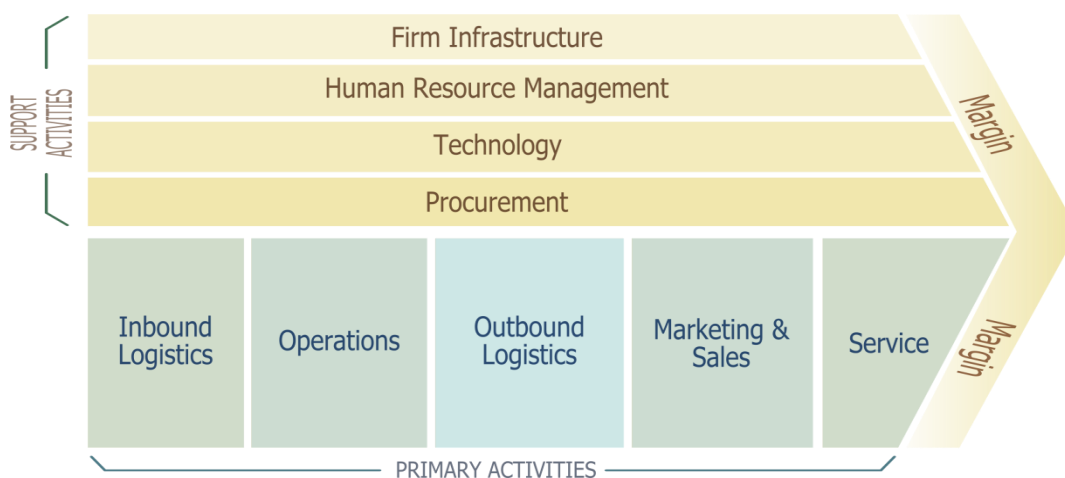 SUPPORT
ACTIVITIES
Firm Infrastructure
Human Resource Management
Technology
Procurement
Margin
Inbound
Logistics
Operations
Outbound
Logistics
Marketing &
Sales
Service
Margin
PRIMARY ACTIVITIES